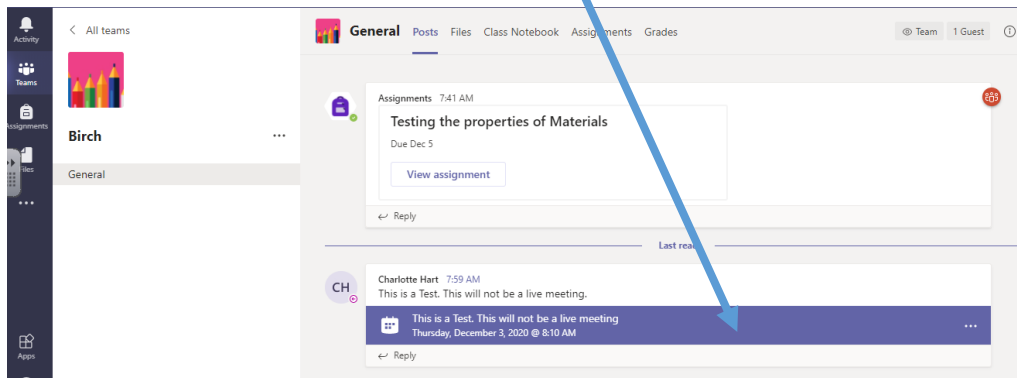 Activity
Teams
Assignments
Files
Apps
< All teams
Birch
General
General Posts Files Class Notebook Assignments Grades
Team 1 Guest
Assignments 7:41 AM
Testing the properties of Materials
Due Dec 5
View assignment
Reply
Last read
CH
Charlotte Hart 7:59 AM
This is a Test. This will not be a live meeting.
This is a Test. This will not be a live meeting
Thursday, December 3, 2020 @ 8:10 AM
Reply